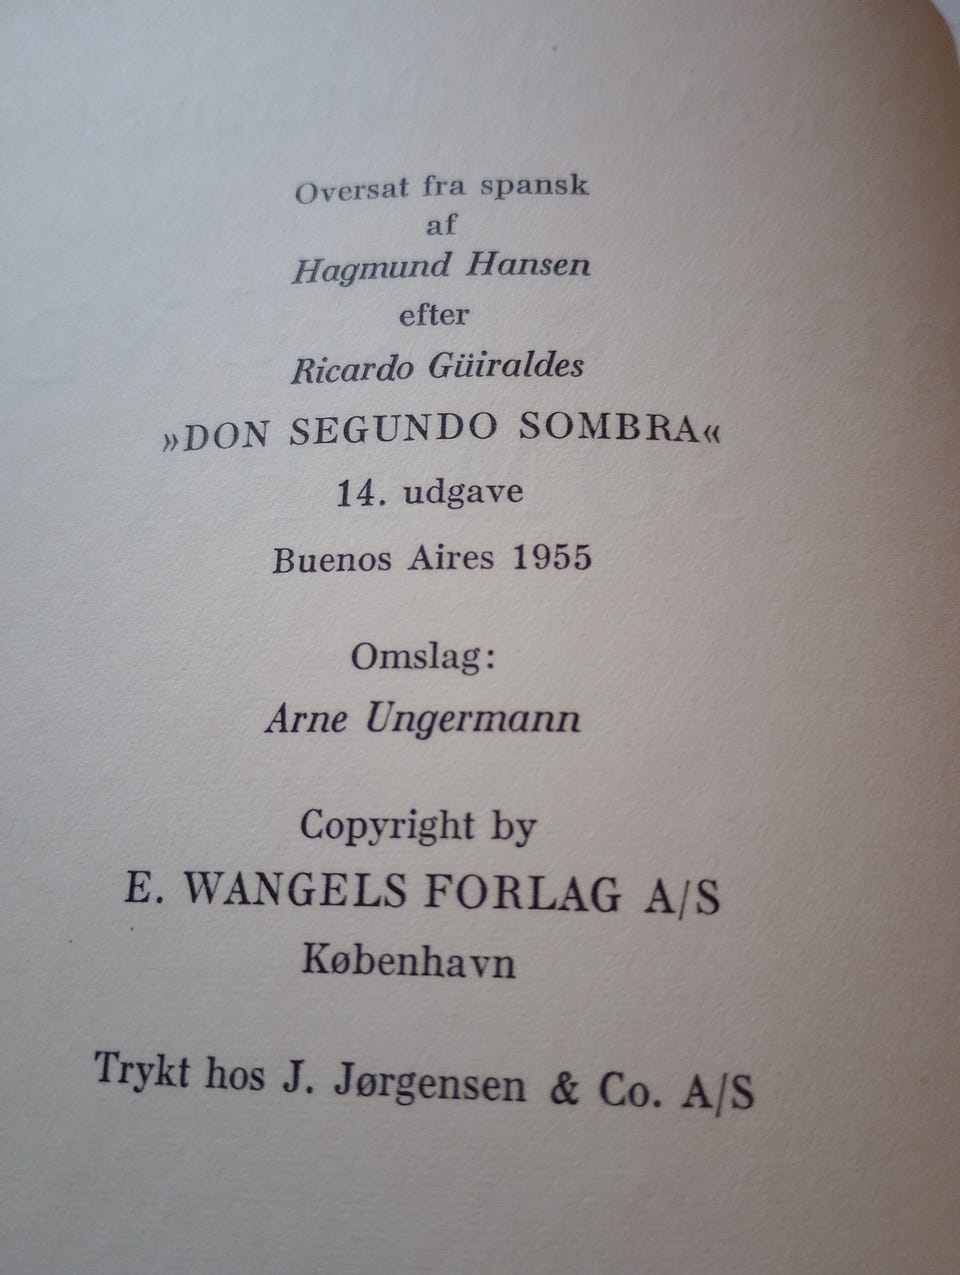 Oversat fra spansk
af
Hagmund Hansen
efter
Ricardo Güiraldes
»DON SEGUNDO SOMBRA«
14. udgave
Buenos Aires 1955
Omslag:
Arne Ungermann
Copyright by
E. WANGELS FORLAG A/S
København
Trykt hos J. Jørgensen & Co. A/S